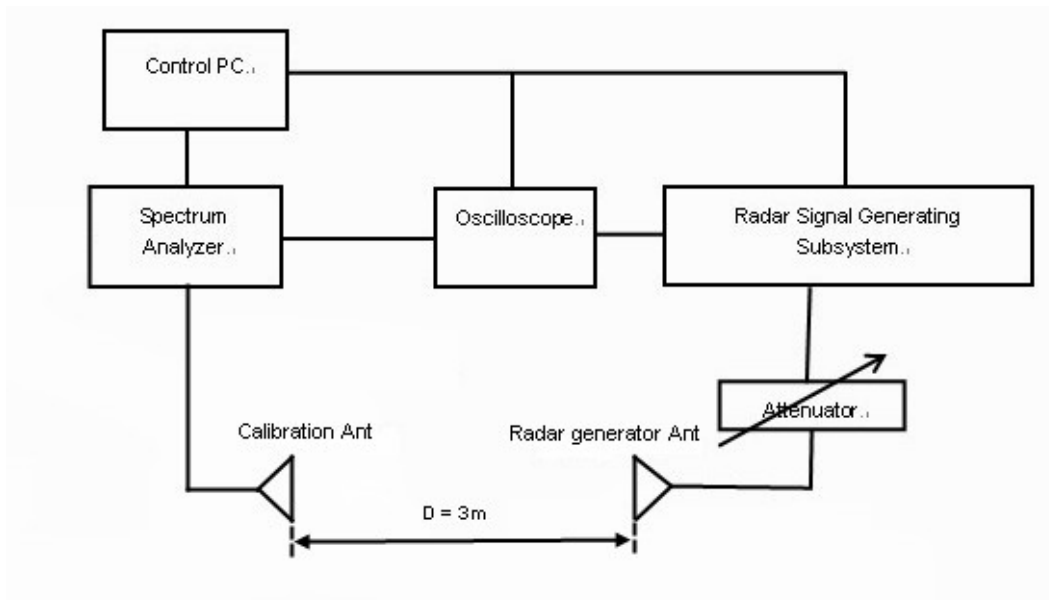 Control PC
Spectrum
Analyzer
Oscilloscope
Radar Signal Generating
Subsystem
Attenuator
Calibration Ant
Radar generator Ant
D = 3m